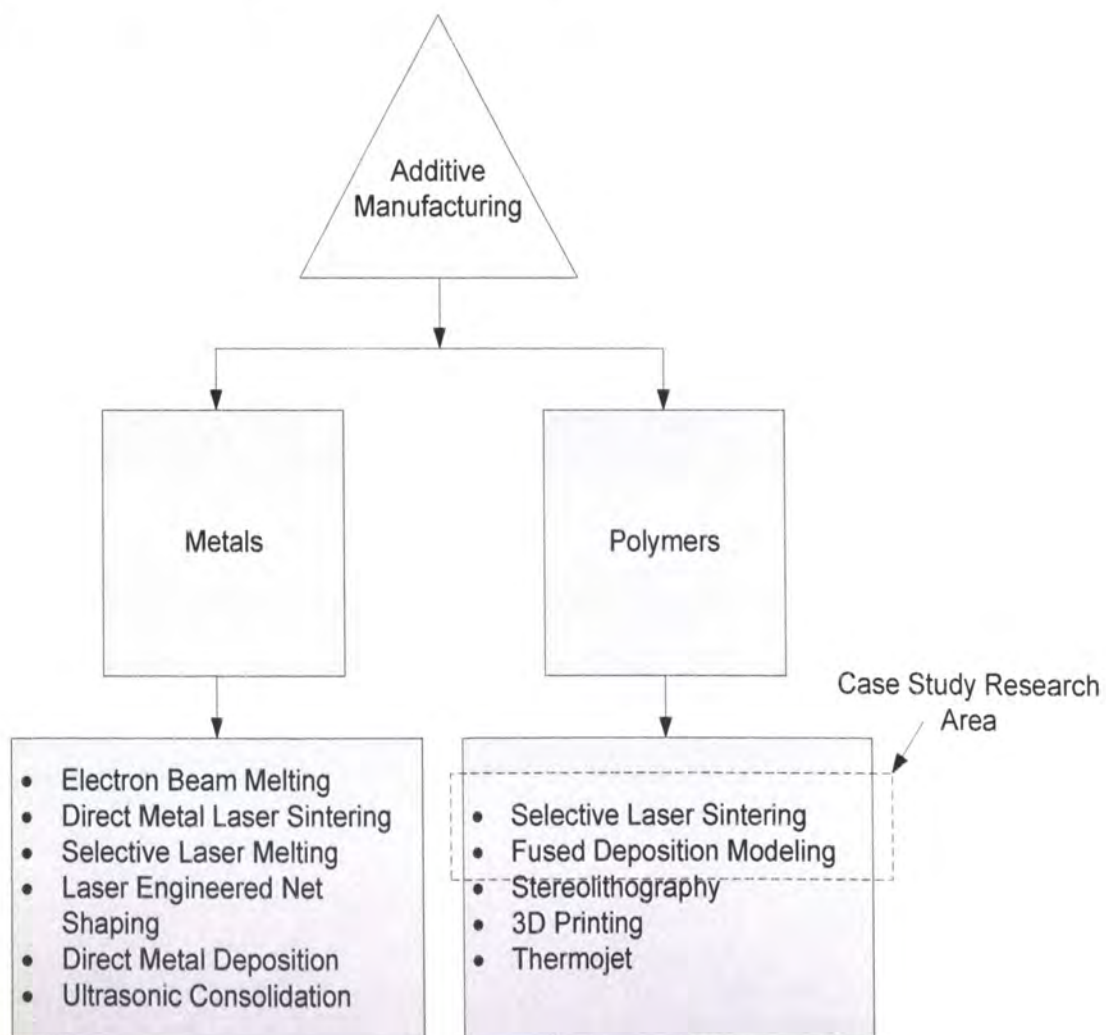 Additive
Manufacturing
Metals
Polymers
Case Study Research
Area
• Electron Beam Melting
• Direct Metal Laser Sintering
• Selective Laser Melting
• Laser Engineered Net
Shaping
• Direct Metal Deposition
• Ultrasonic Consolidation
• Selective Laser Sintering
• Fused Deposition Modeling
• Stereolithography
• 3D Printing
• Thermojet